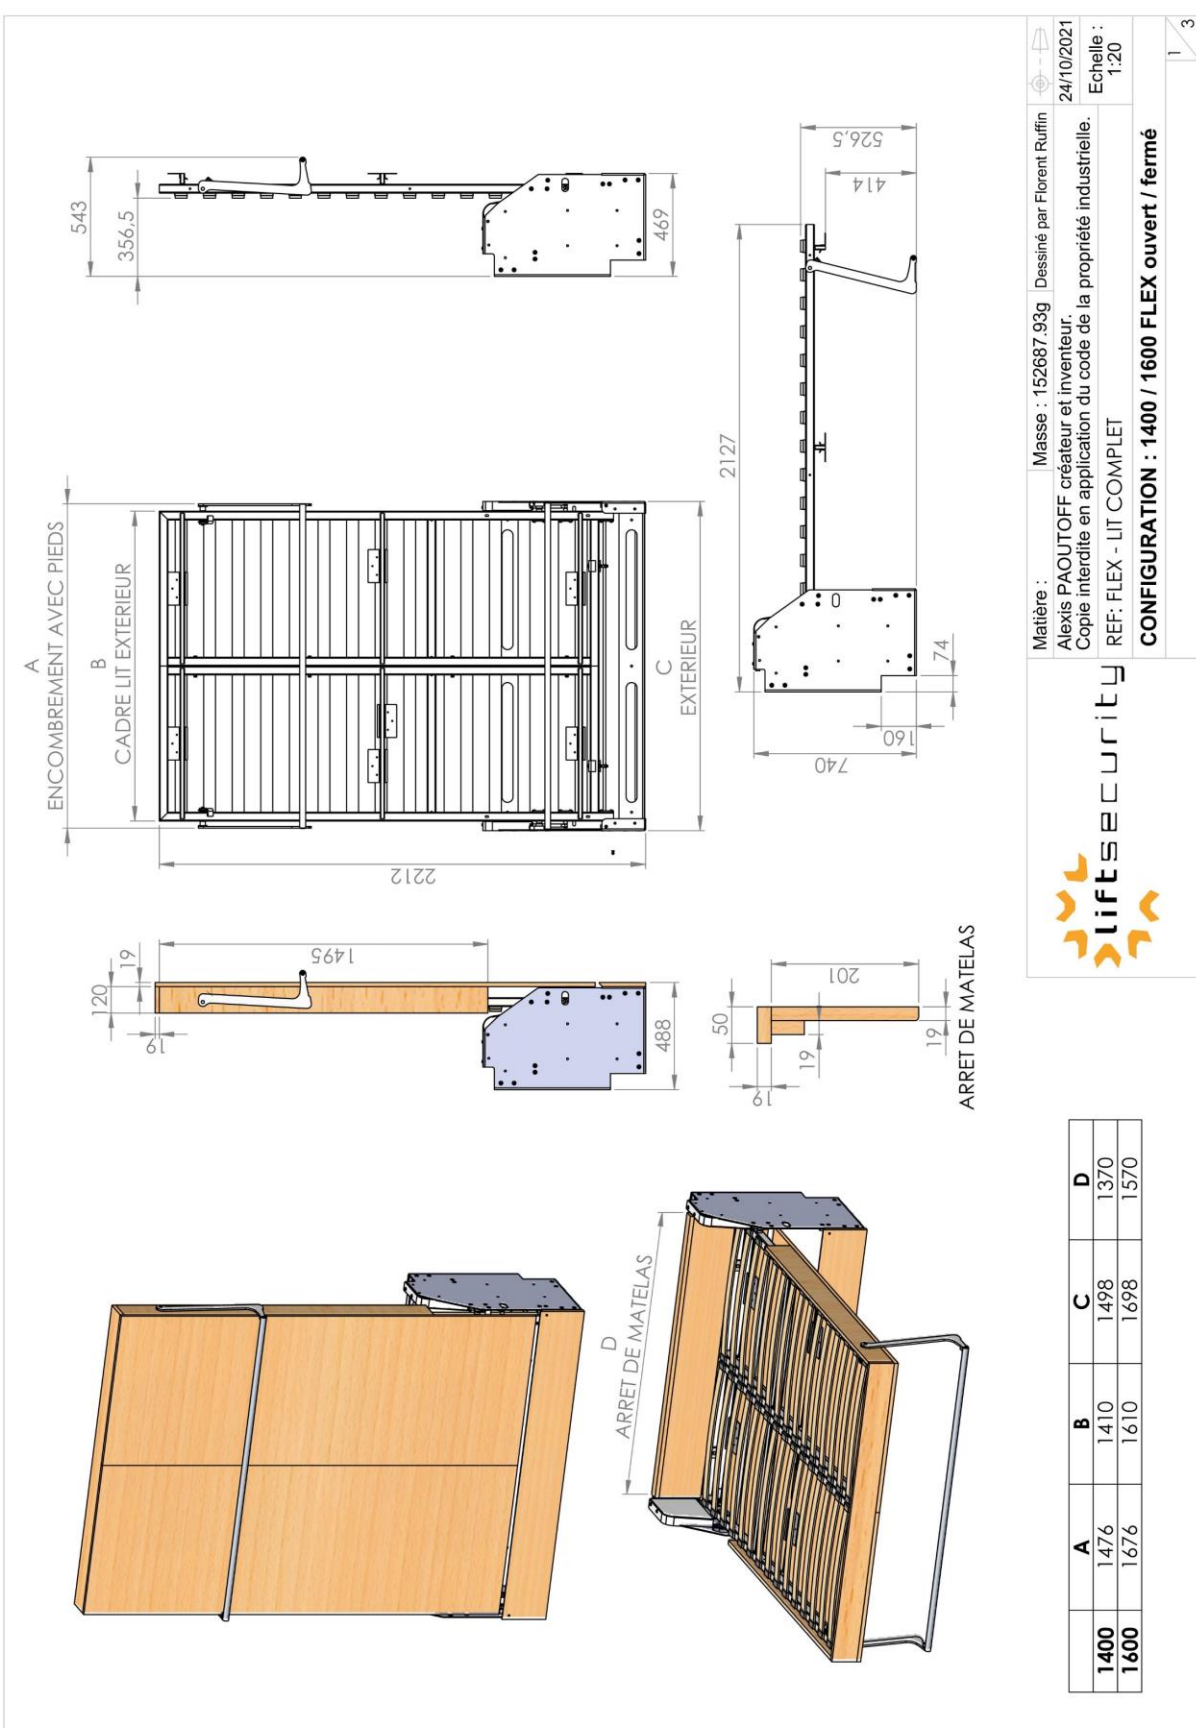 543
356,5
469
A
ENCOMBREMENT AVEC PIEDS
B
CADRE LIT EXTERIEUR
2212
C
EXTERIEUR
2127
526,5
414
740
160
74
120
19
19
1495
488
50
19
201
19
19
ARRET DE MATELAS
D
ARRET DE MATELAS
A B C D
1400 1476 1410 1498 1370
1600 1676 1610 1698 1570
liftsecurity
Matière : Masse : 152687.93g Dessiné par Florent Ruffin
Alexis PAOUTOFF créateur et inventeur. 24/10/2021
Copie interdite en application du code de la propriété industrielle. Echelle :
1:20
REF: FLEX - LIT COMPLET
CONFIGURATION : 1400 / 1600 FLEX ouvert / fermé
1
3